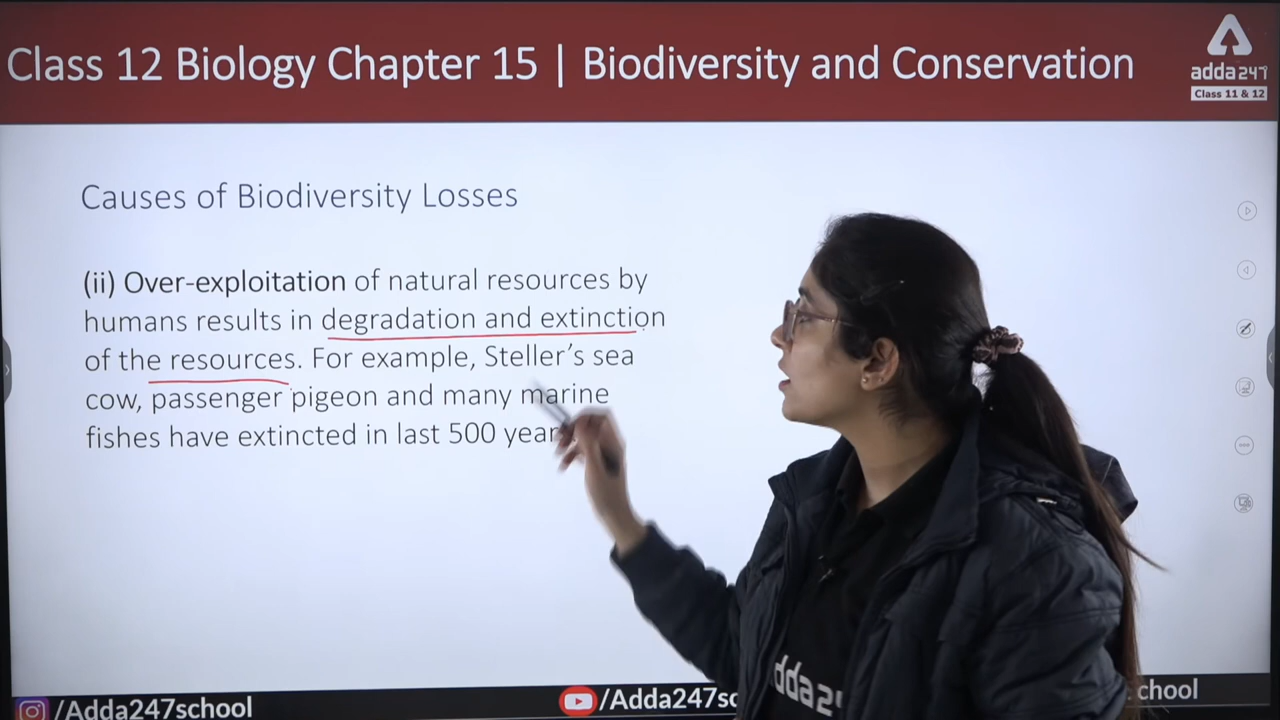 Class 12 Biology Chapter 15 | Biodiversity and Conservation
adda247
Class 11 & 12
Causes of Biodiversity Losses
(ii) Over-exploitation of natural resources by
humans results in degradation and extinction
of the resources. For example, Steller's sea
cow, passenger pigeon and many marine
fishes have extincted in last 500 year
dda2
/Adda247school
/Adda247sc
chool